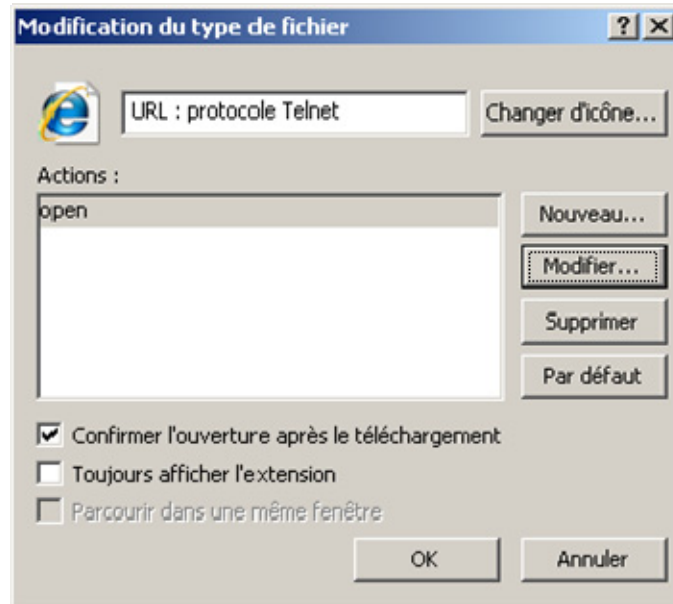 Modification du type de fichier
URL : protocole Telnet
Changer d'icône...
Actions :
open
Nouveau...
Modifier...
Supprimer
Par défaut
Confirmer l'ouverture après le téléchargement
Toujours afficher l'extension
Parcourir dans une même fenêtre
OK
Annuler